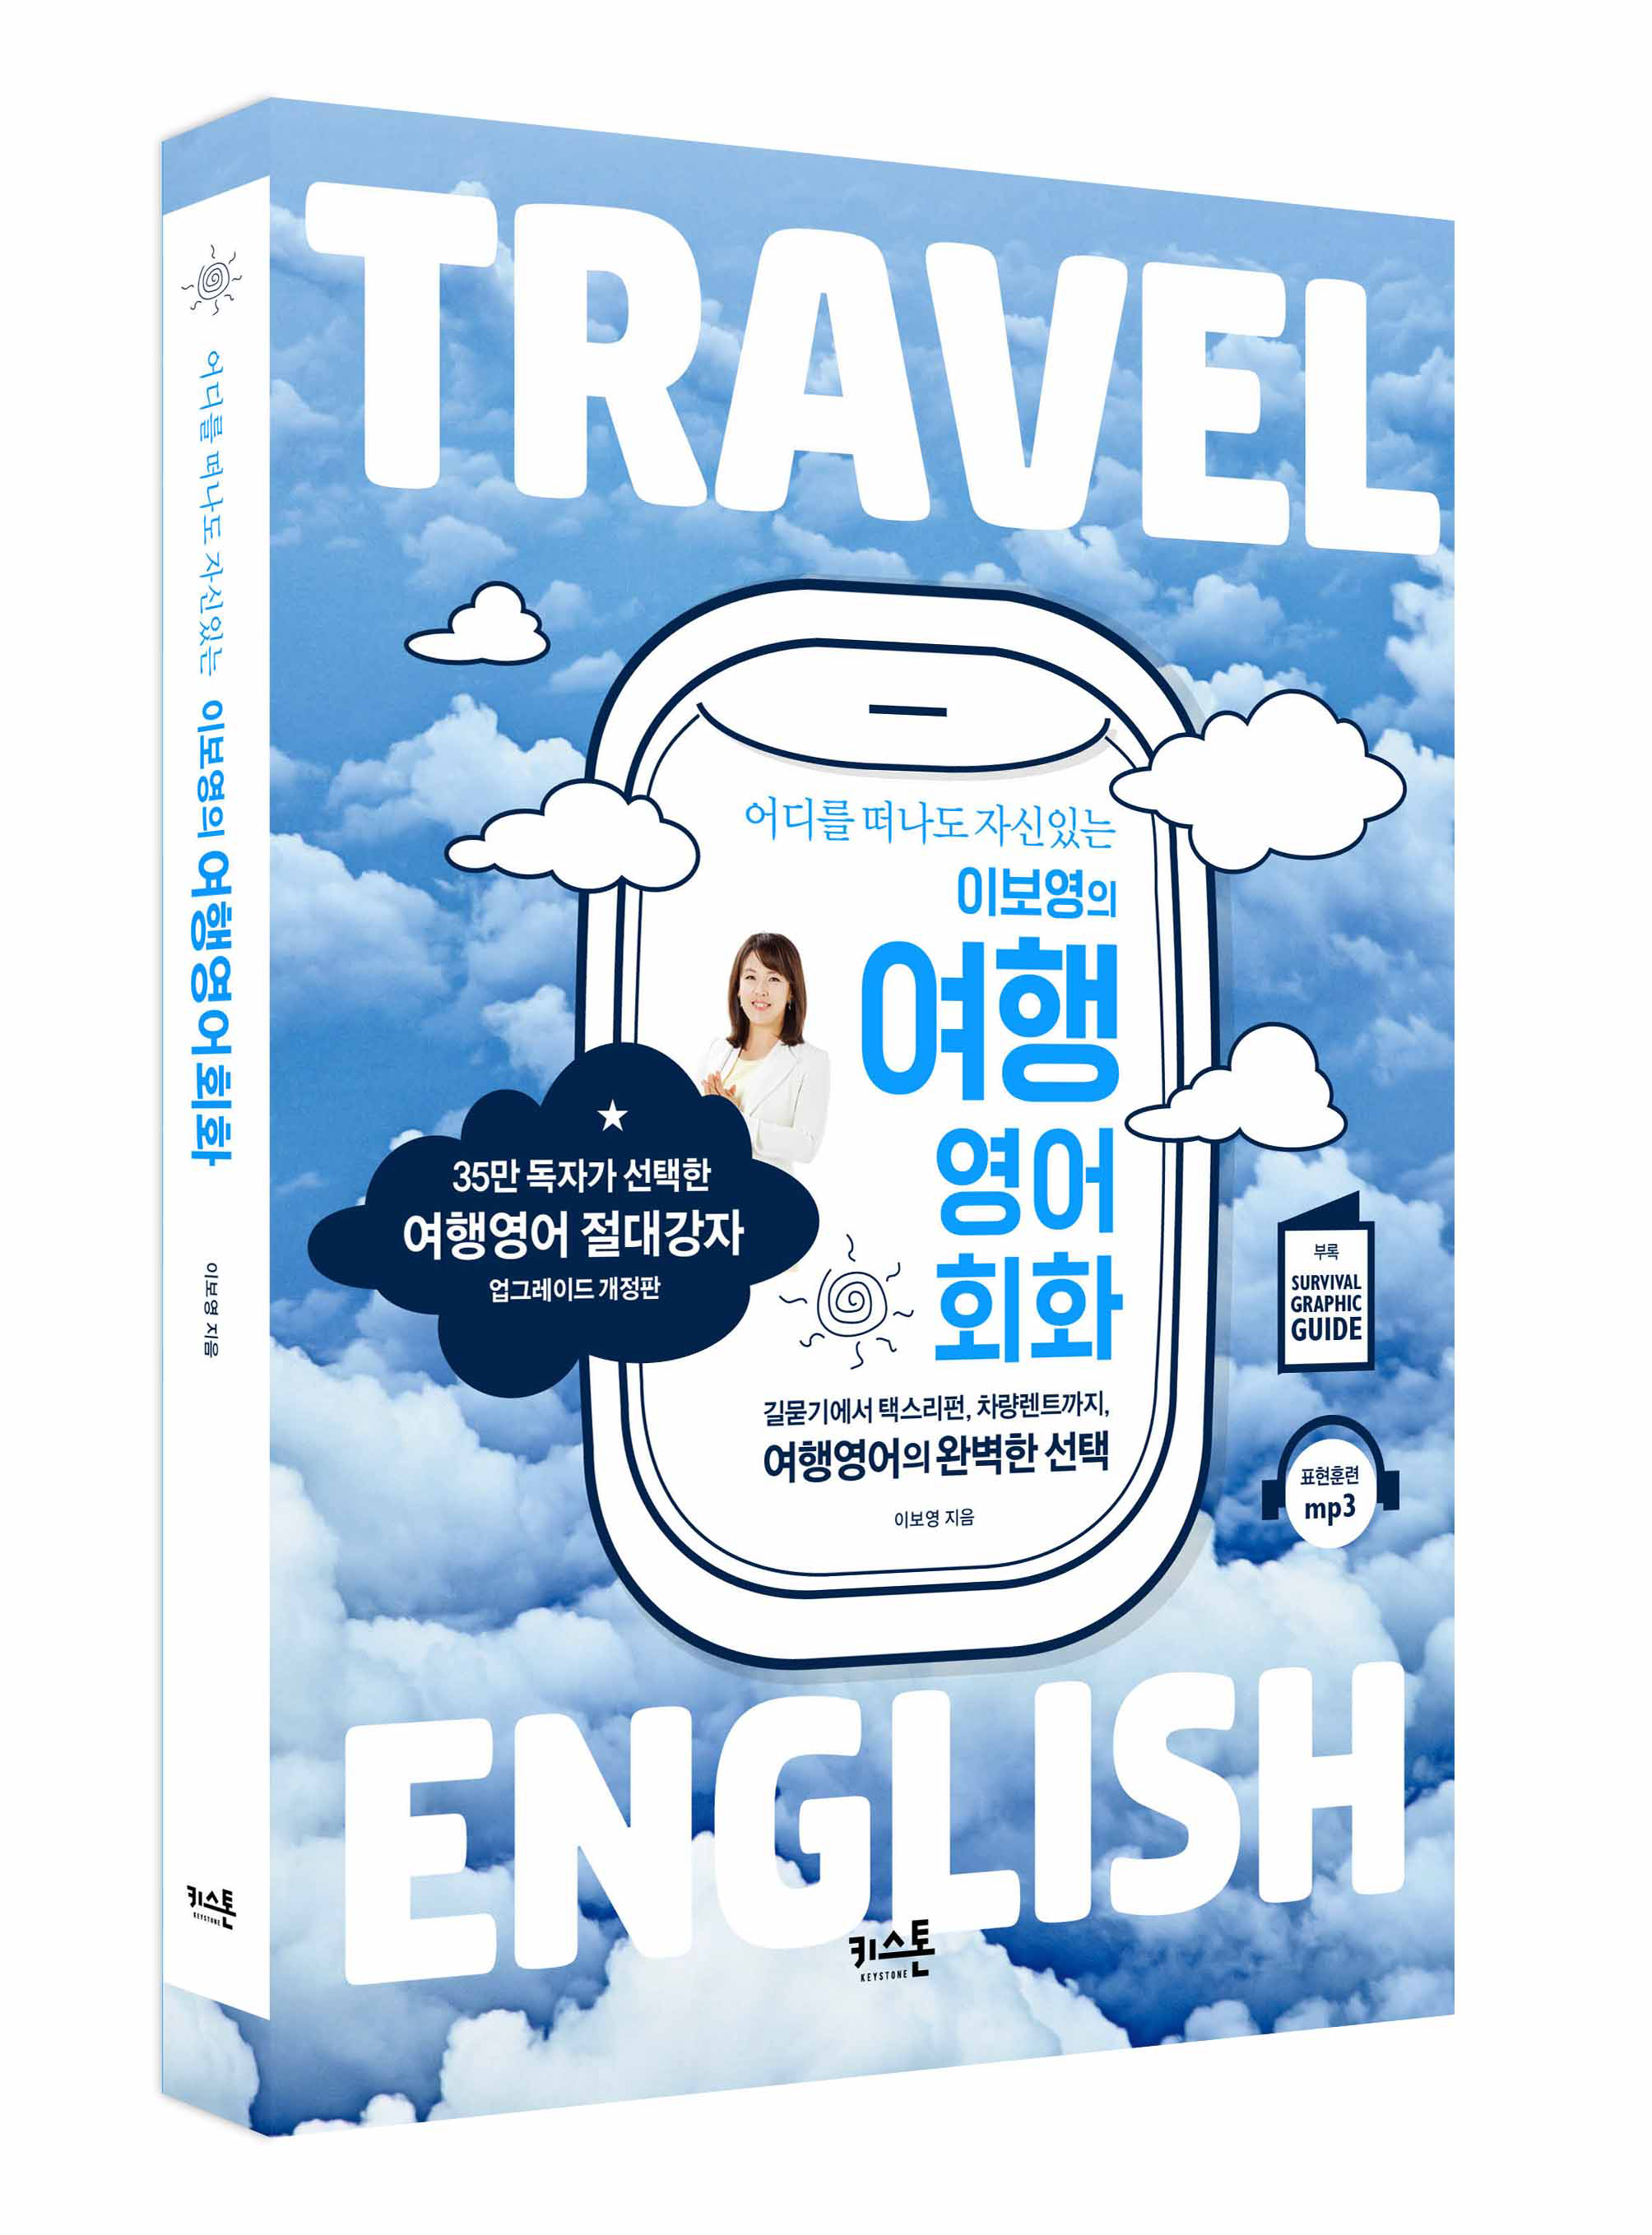 어디를 떠나도 자신있는 이보영의 여행영어회화
이보영 지음
키스톤
KEYSTONE
TRAVEL
어디를 떠나도 자신있는
이보영의
여행
영어
회화
35만 독자가 선택한
여행영어 절대강자
업그레이드 개정판
길묻기에서 택스리펀, 차량렌트까지,
여행영어의 완벽한 선택
이보영 지음
부록
SURVIVAL
GRAPHIC
GUIDE
표현훈련
mp3
ENGLISH
키스톤
KEYSTONE